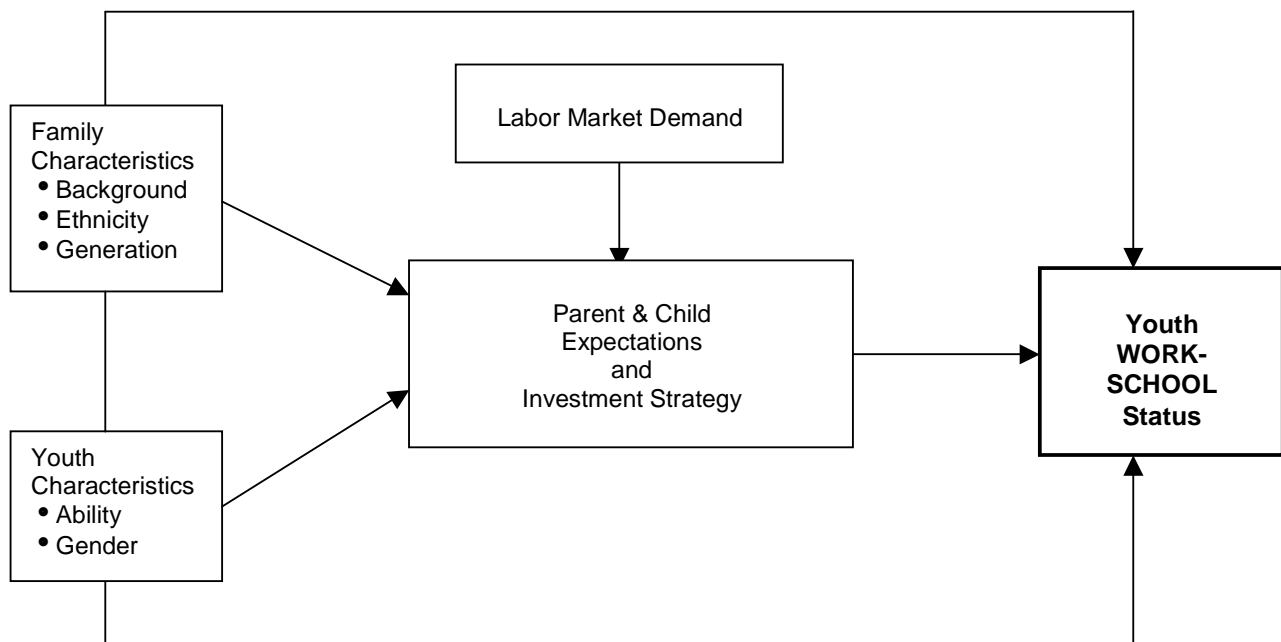 Labor Market Demand
Family
Characteristics
• Background
• Ethnicity
• Generation
Parent & Child
Expectations
and
Investment Strategy
Youth
WORK-
SCHOOL
Status
Youth
Characteristics
• Ability
• Gender